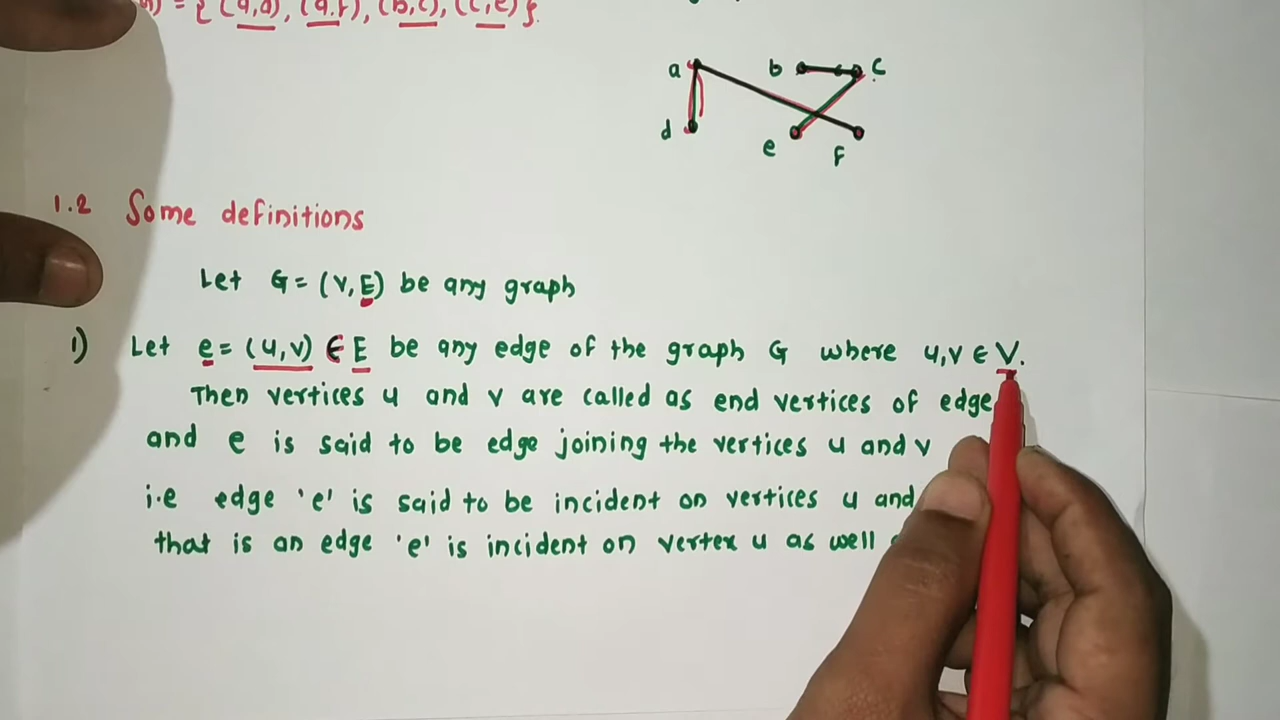 = { (a,d), (a,f), (b,c), (c,e) }.
a b c
d e f
1.2 Some definitions
Let G = (V, E) be any graph
1) Let e = (u,v) ∈ E be any edge of the graph G where u,v ∈ V.
Then vertices u and v are called as end vertices of edge
and e is said to be edge joining the vertices u and v
i.e edge 'e' is said to be incident on vertices u and
that is an edge 'e' is incident on vertex u as well